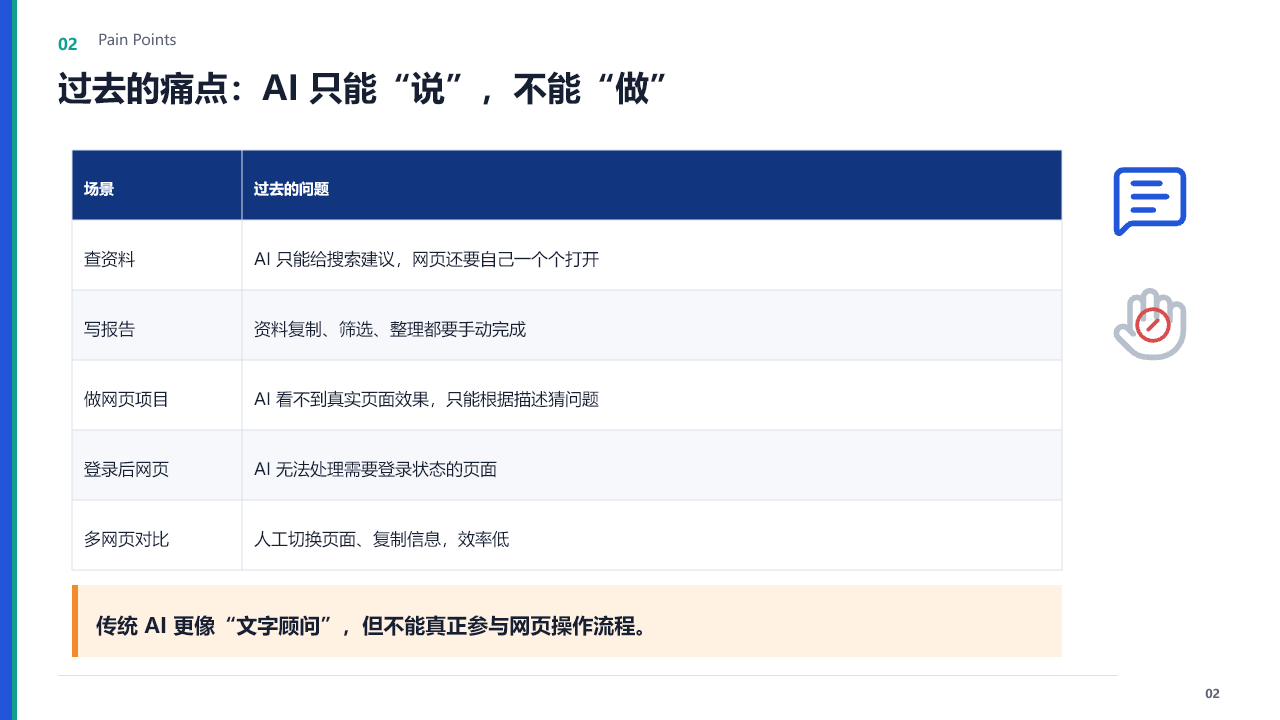 02 Pain Points
过去的痛点：AI 只能“说”，不能“做”
场景 过去的问题
查资料 AI 只能给搜索建议，网页还要自己一个个打开
写报告 资料复制、筛选、整理都要手动完成
做网页项目 AI 看不到真实页面效果，只能根据描述猜问题
登录后网页 AI 无法处理需要登录状态的页面
多网页对比 人工切换页面、复制信息，效率低
传统 AI 更像“文字顾问”，但不能真正参与网页操作流程。
02